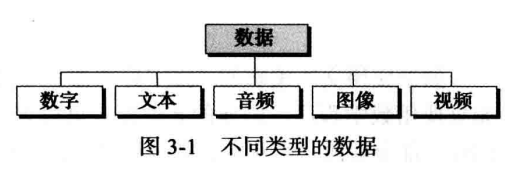 数据
数字 文本 音频 图像 视频
图 3-1 不同类型的数据